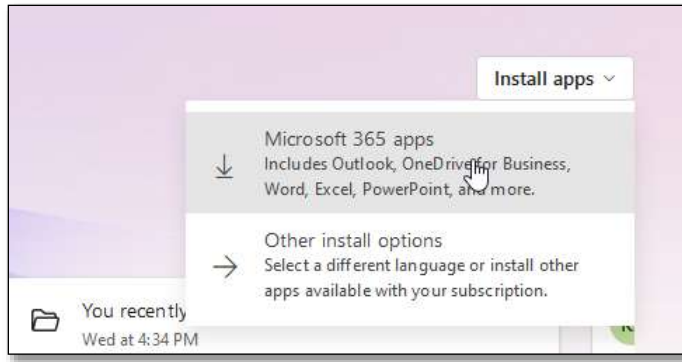 Install apps
Microsoft 365 apps
Includes Outlook, OneDrive for Business,
Word, Excel, PowerPoint, and more.
Other install options
Select a different language or install other
apps available with your subscription.
You recently
Wed at 4:34 PM